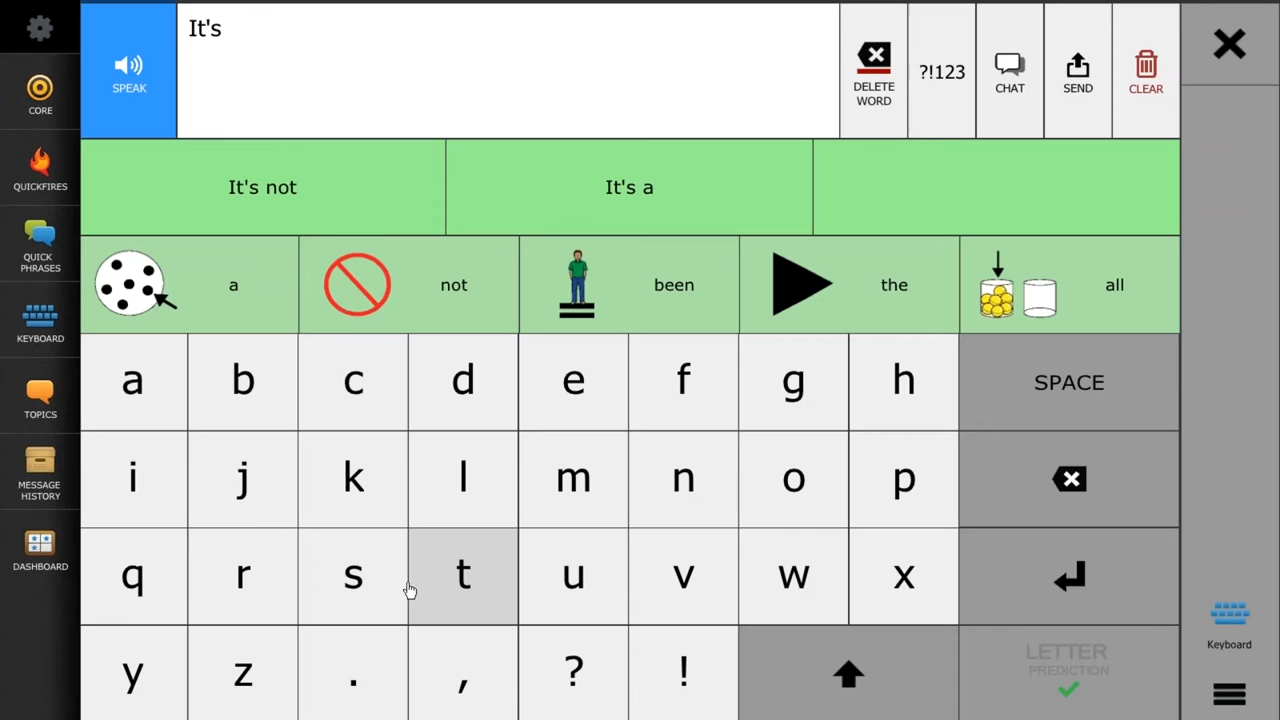 It's
SPEAK
DELETE
WORD
?!123
CHAT
SEND
CLEAR
CORE
QUICKFIRES
QUICK
PHRASES
KEYBOARD
TOPICS
MESSAGE
HISTORY
DASHBOARD
It's not
It's a
a
not
been
the
all
a b c d e f g h SPACE
i j k l m n o p
q r s t u v w x
y z . , ? !
LETTER
PREDICTION
Keyboard